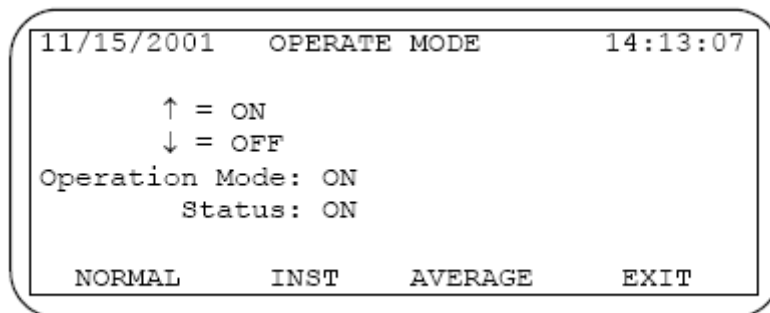 11/15/2001 OPERATE MODE 14:13:07
↑ = ON
↓ = OFF
Operation Mode: ON
Status: ON
NORMAL INST AVERAGE EXIT